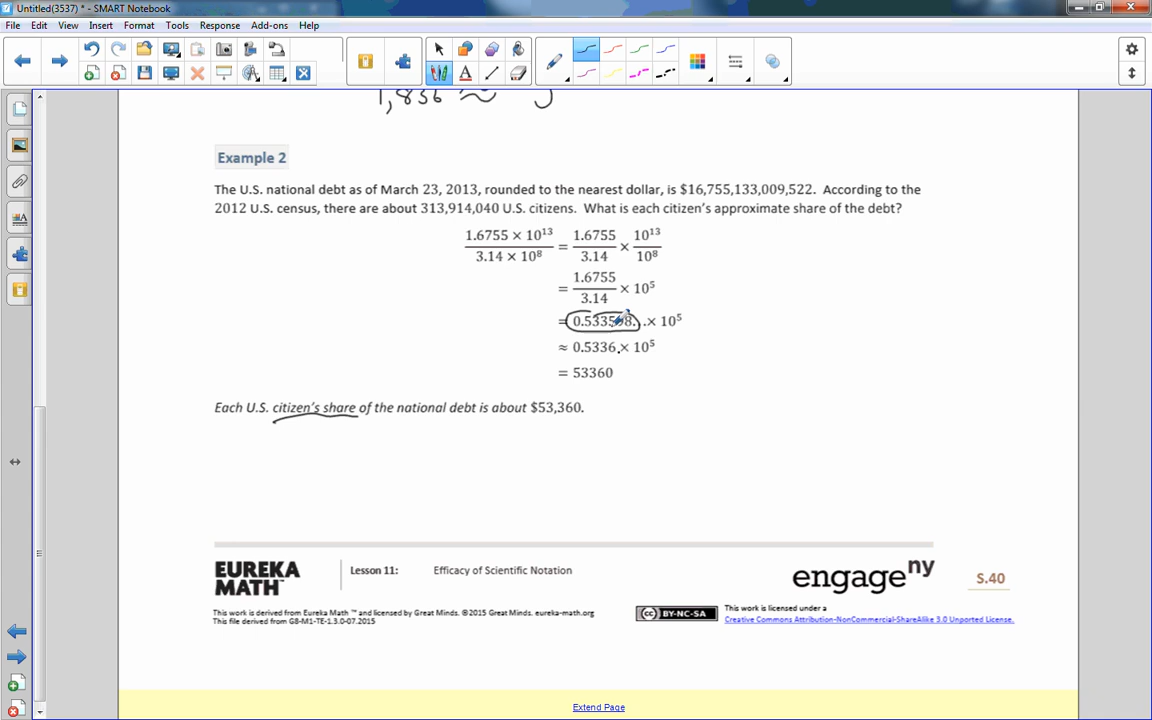 Untitled(3537) * - SMART Notebook
File Edit View Insert Format Tools Response Add-ons Help
1,836 ≈
Example 2
The U.S. national debt as of March 23, 2013, rounded to the nearest dollar, is $16,755,133,009,522. According to the
2012 U.S. census, there are about 313,914,040 U.S. citizens. What is each citizen's approximate share of the debt?
1.6755 × 10¹³ / 3.14 × 10⁸ = 1.6755 / 3.14 × 10¹³ / 10⁸
= 1.6755 / 3.14 × 10⁵
= 0.533598... × 10⁵
≈ 0.5336 × 10⁵
= 53360
Each U.S. citizen's share of the national debt is about $53,360.
EUREKA MATH™
Lesson 11: Efficacy of Scientific Notation
engage ny
S.40
This work is derived from Eureka Math ™ and licensed by Great Minds. ©2015 Great Minds. eureka-math.org
This file derived from G8-M1-TE-1.3.0-07.2015
cc BY-NC-SA
This work is licensed under a
Creative Commons Attribution-NonCommercial-ShareAlike 3.0 Unported License.
Extend Page